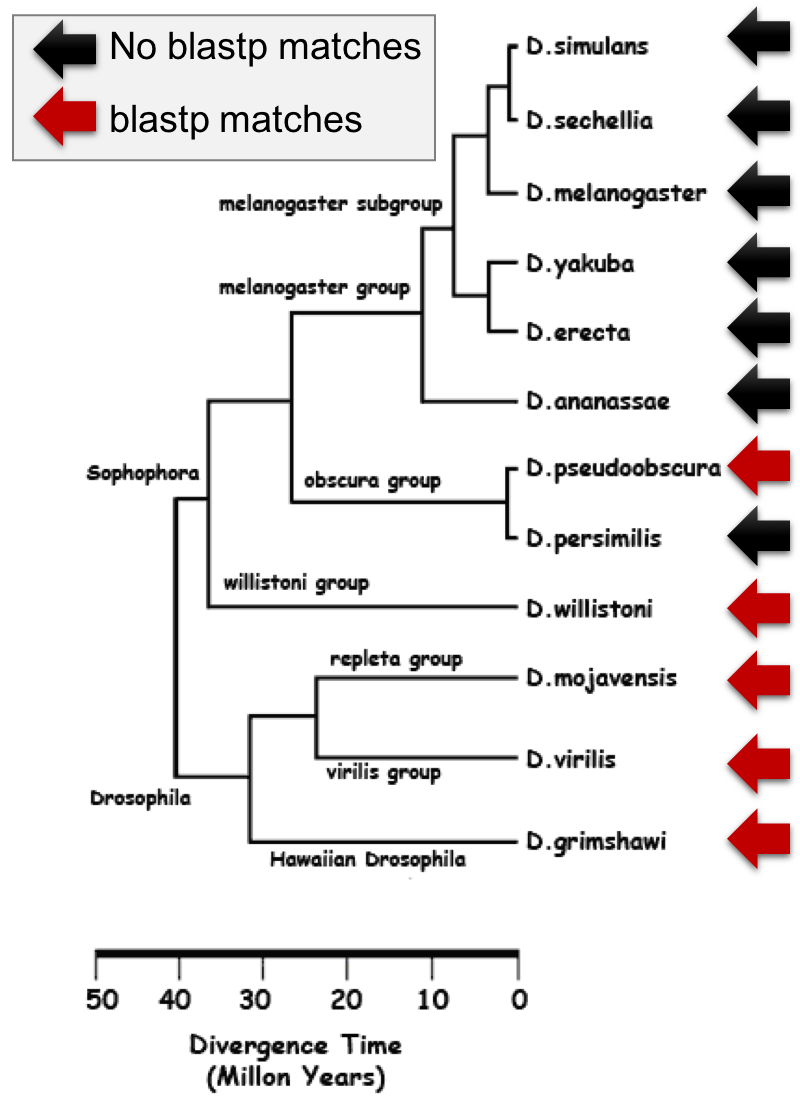 No blastp matches
blastp matches
D.simulans
D.sechellia
D.melanogaster
melanogaster subgroup
D.yakuba
melanogaster group
D.erecta
D.ananassae
Sophophora
obscura group
D.pseudoobscura
D.persimilis
willistoni group
D.willistoni
repleta group
D.mojavensis
virilis group
D.virilis
Drosophila
D.grimshawi
Hawaiian Drosophila
50 40 30 20 10 0
Divergence Time
(Millon Years)